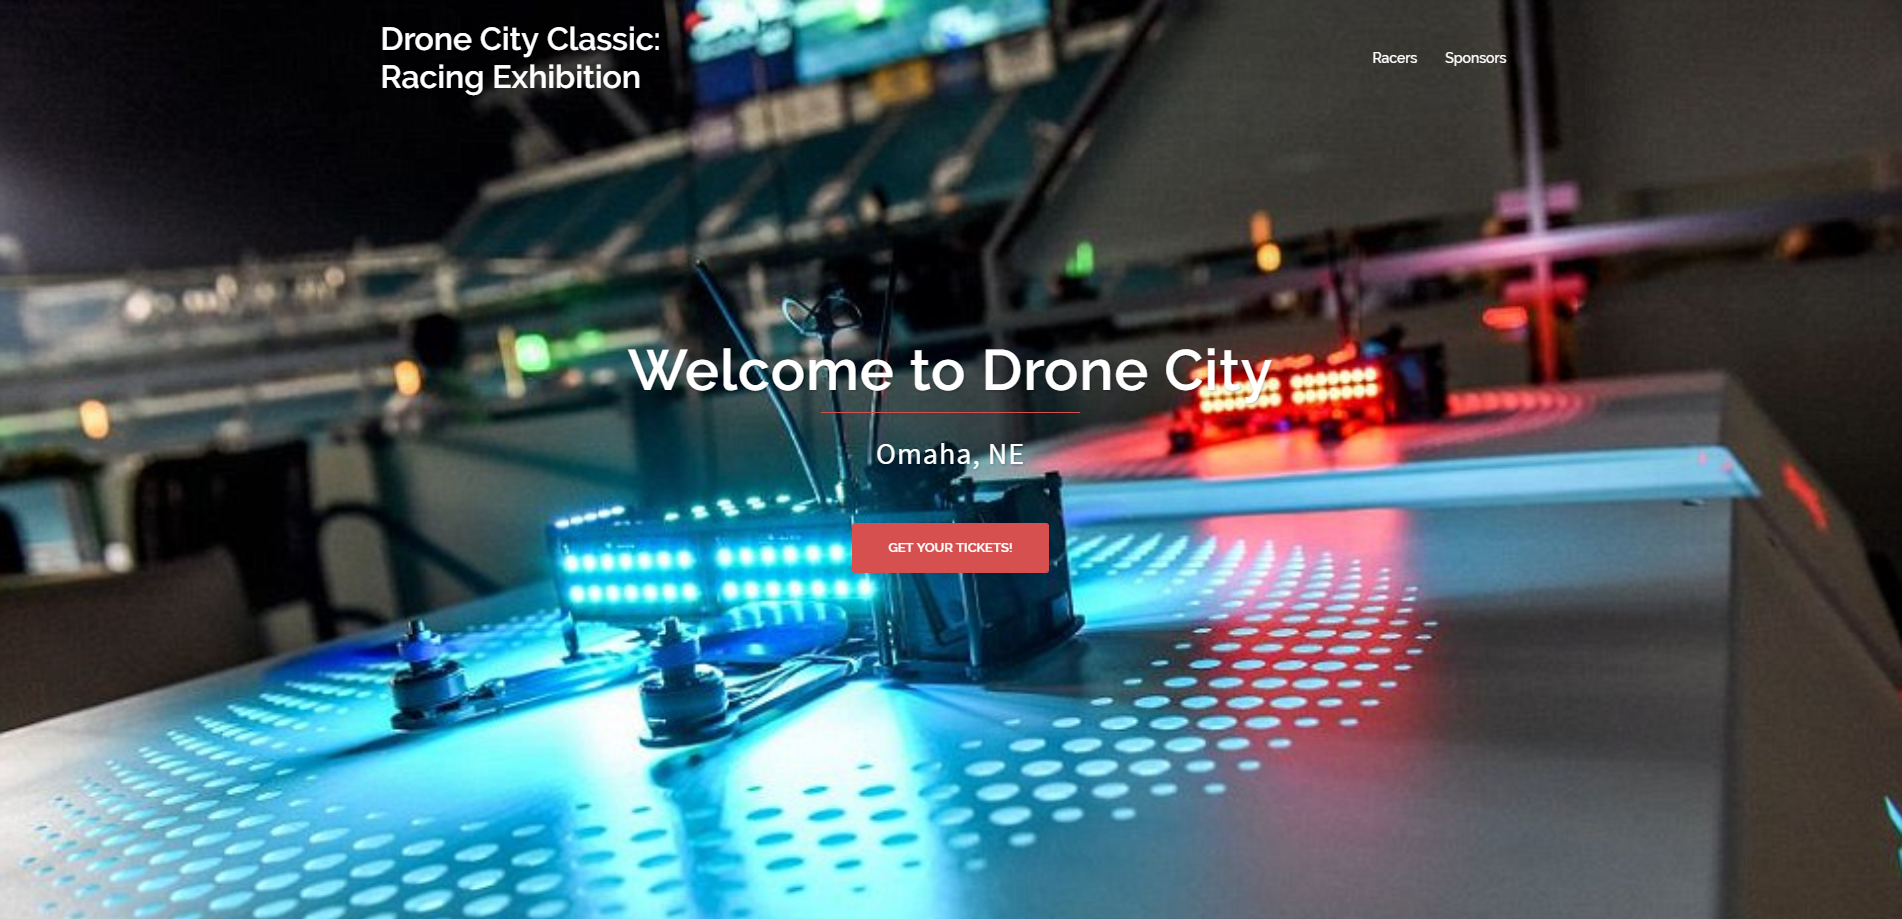 Drone City Classic:
Racing Exhibition
Racers
Sponsors
Welcome to Drone City
Omaha, NE
GET YOUR TICKETS!